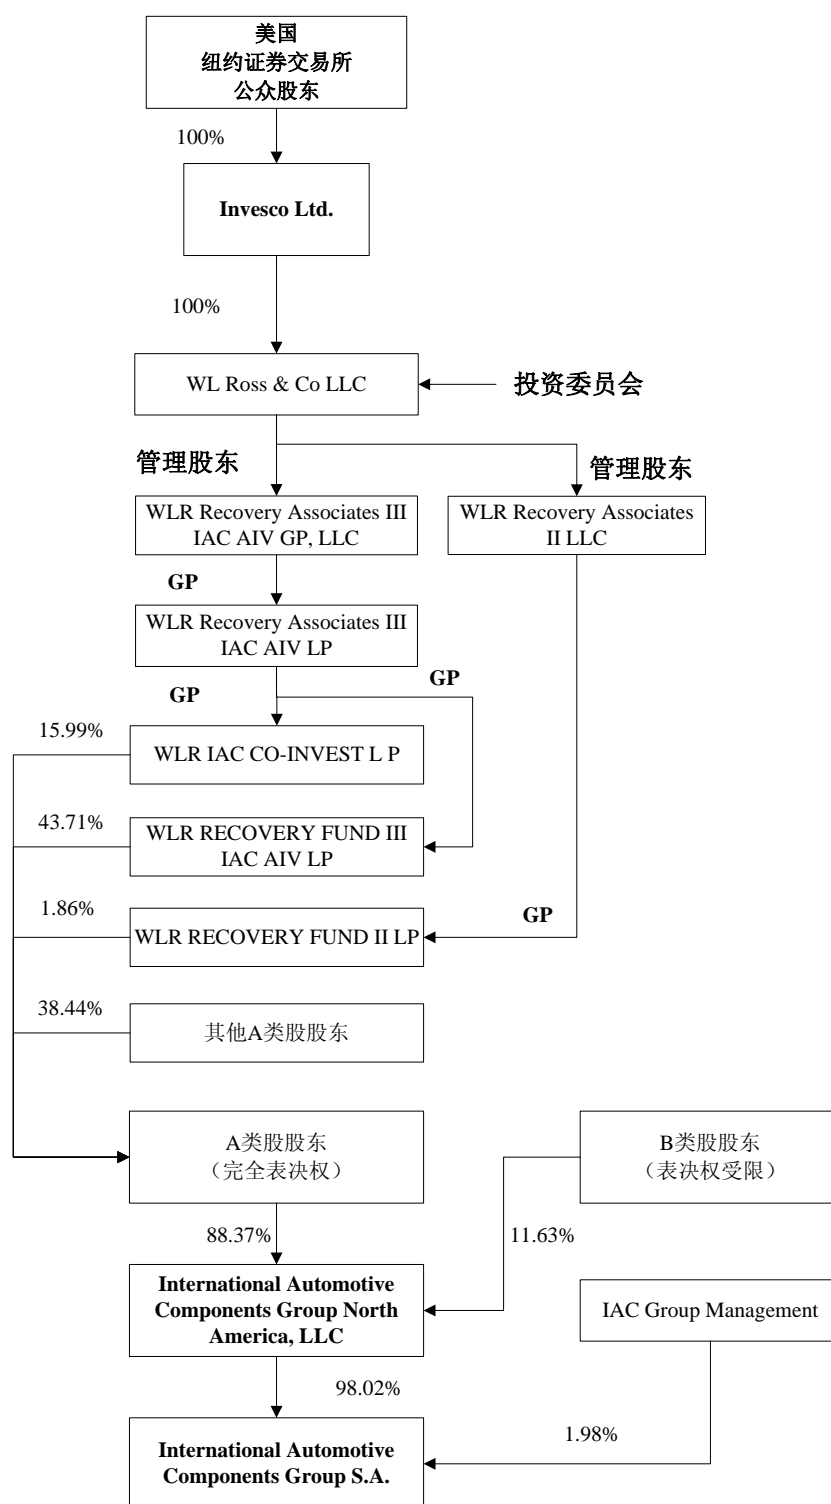 美国
纽约证券交易所
公众股东
100%
Invesco Ltd.
100%
WL Ross & Co LLC
投资委员会
管理股东
管理股东
WLR Recovery Associates III
IAC AIV GP, LLC
WLR Recovery Associates
II LLC
GP
WLR Recovery Associates III
IAC AIV LP
GP
GP
15.99%
WLR IAC CO-INVEST L P
43.71%
WLR RECOVERY FUND III
IAC AIV LP
1.86%
GP
WLR RECOVERY FUND II LP
38.44%
其他A类股股东
A类股股东
（完全表决权）
B类股股东
（表决权受限）
88.37%
11.63%
International Automotive
Components Group North
America, LLC
IAC Group Management
98.02%
1.98%
International Automotive
Components Group S.A.